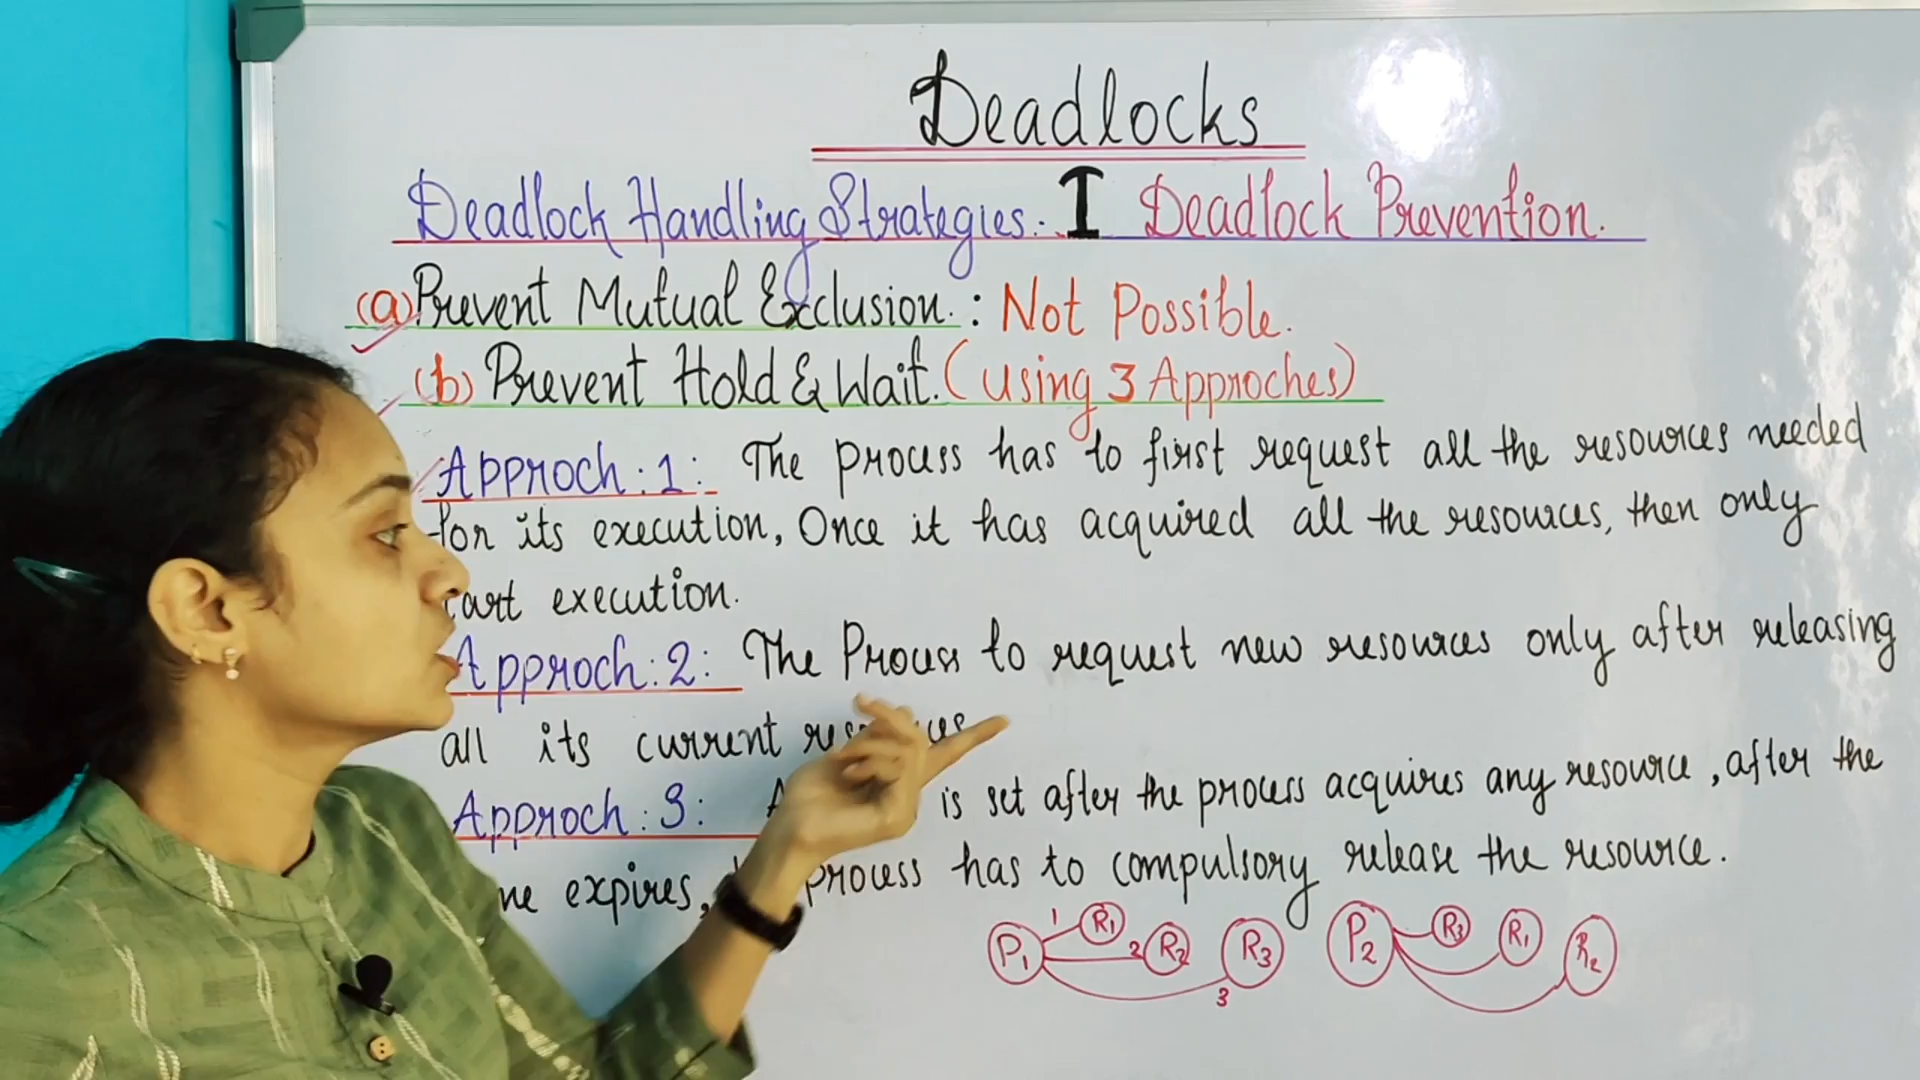 Deadlocks
Deadlock Handling Strategies. I Deadlock Prevention.
(a) Prevent Mutual Exclusion. : Not Possible.
(b) Prevent Hold & Wait. (Using 3 Approches)
Approch : 1 : The process has to first request all the resources needed
for its execution, Once it has acquired all the resources, then only
execution.
Approch : 2 : The Process to request new resources only after releasing
all its current
Approch : 3 : is set after the process acquires any resource, after the
expires, process has to compulsory release the resource.
P1 1 R1 2 R2 3 R3 P2 R3 R1 R2